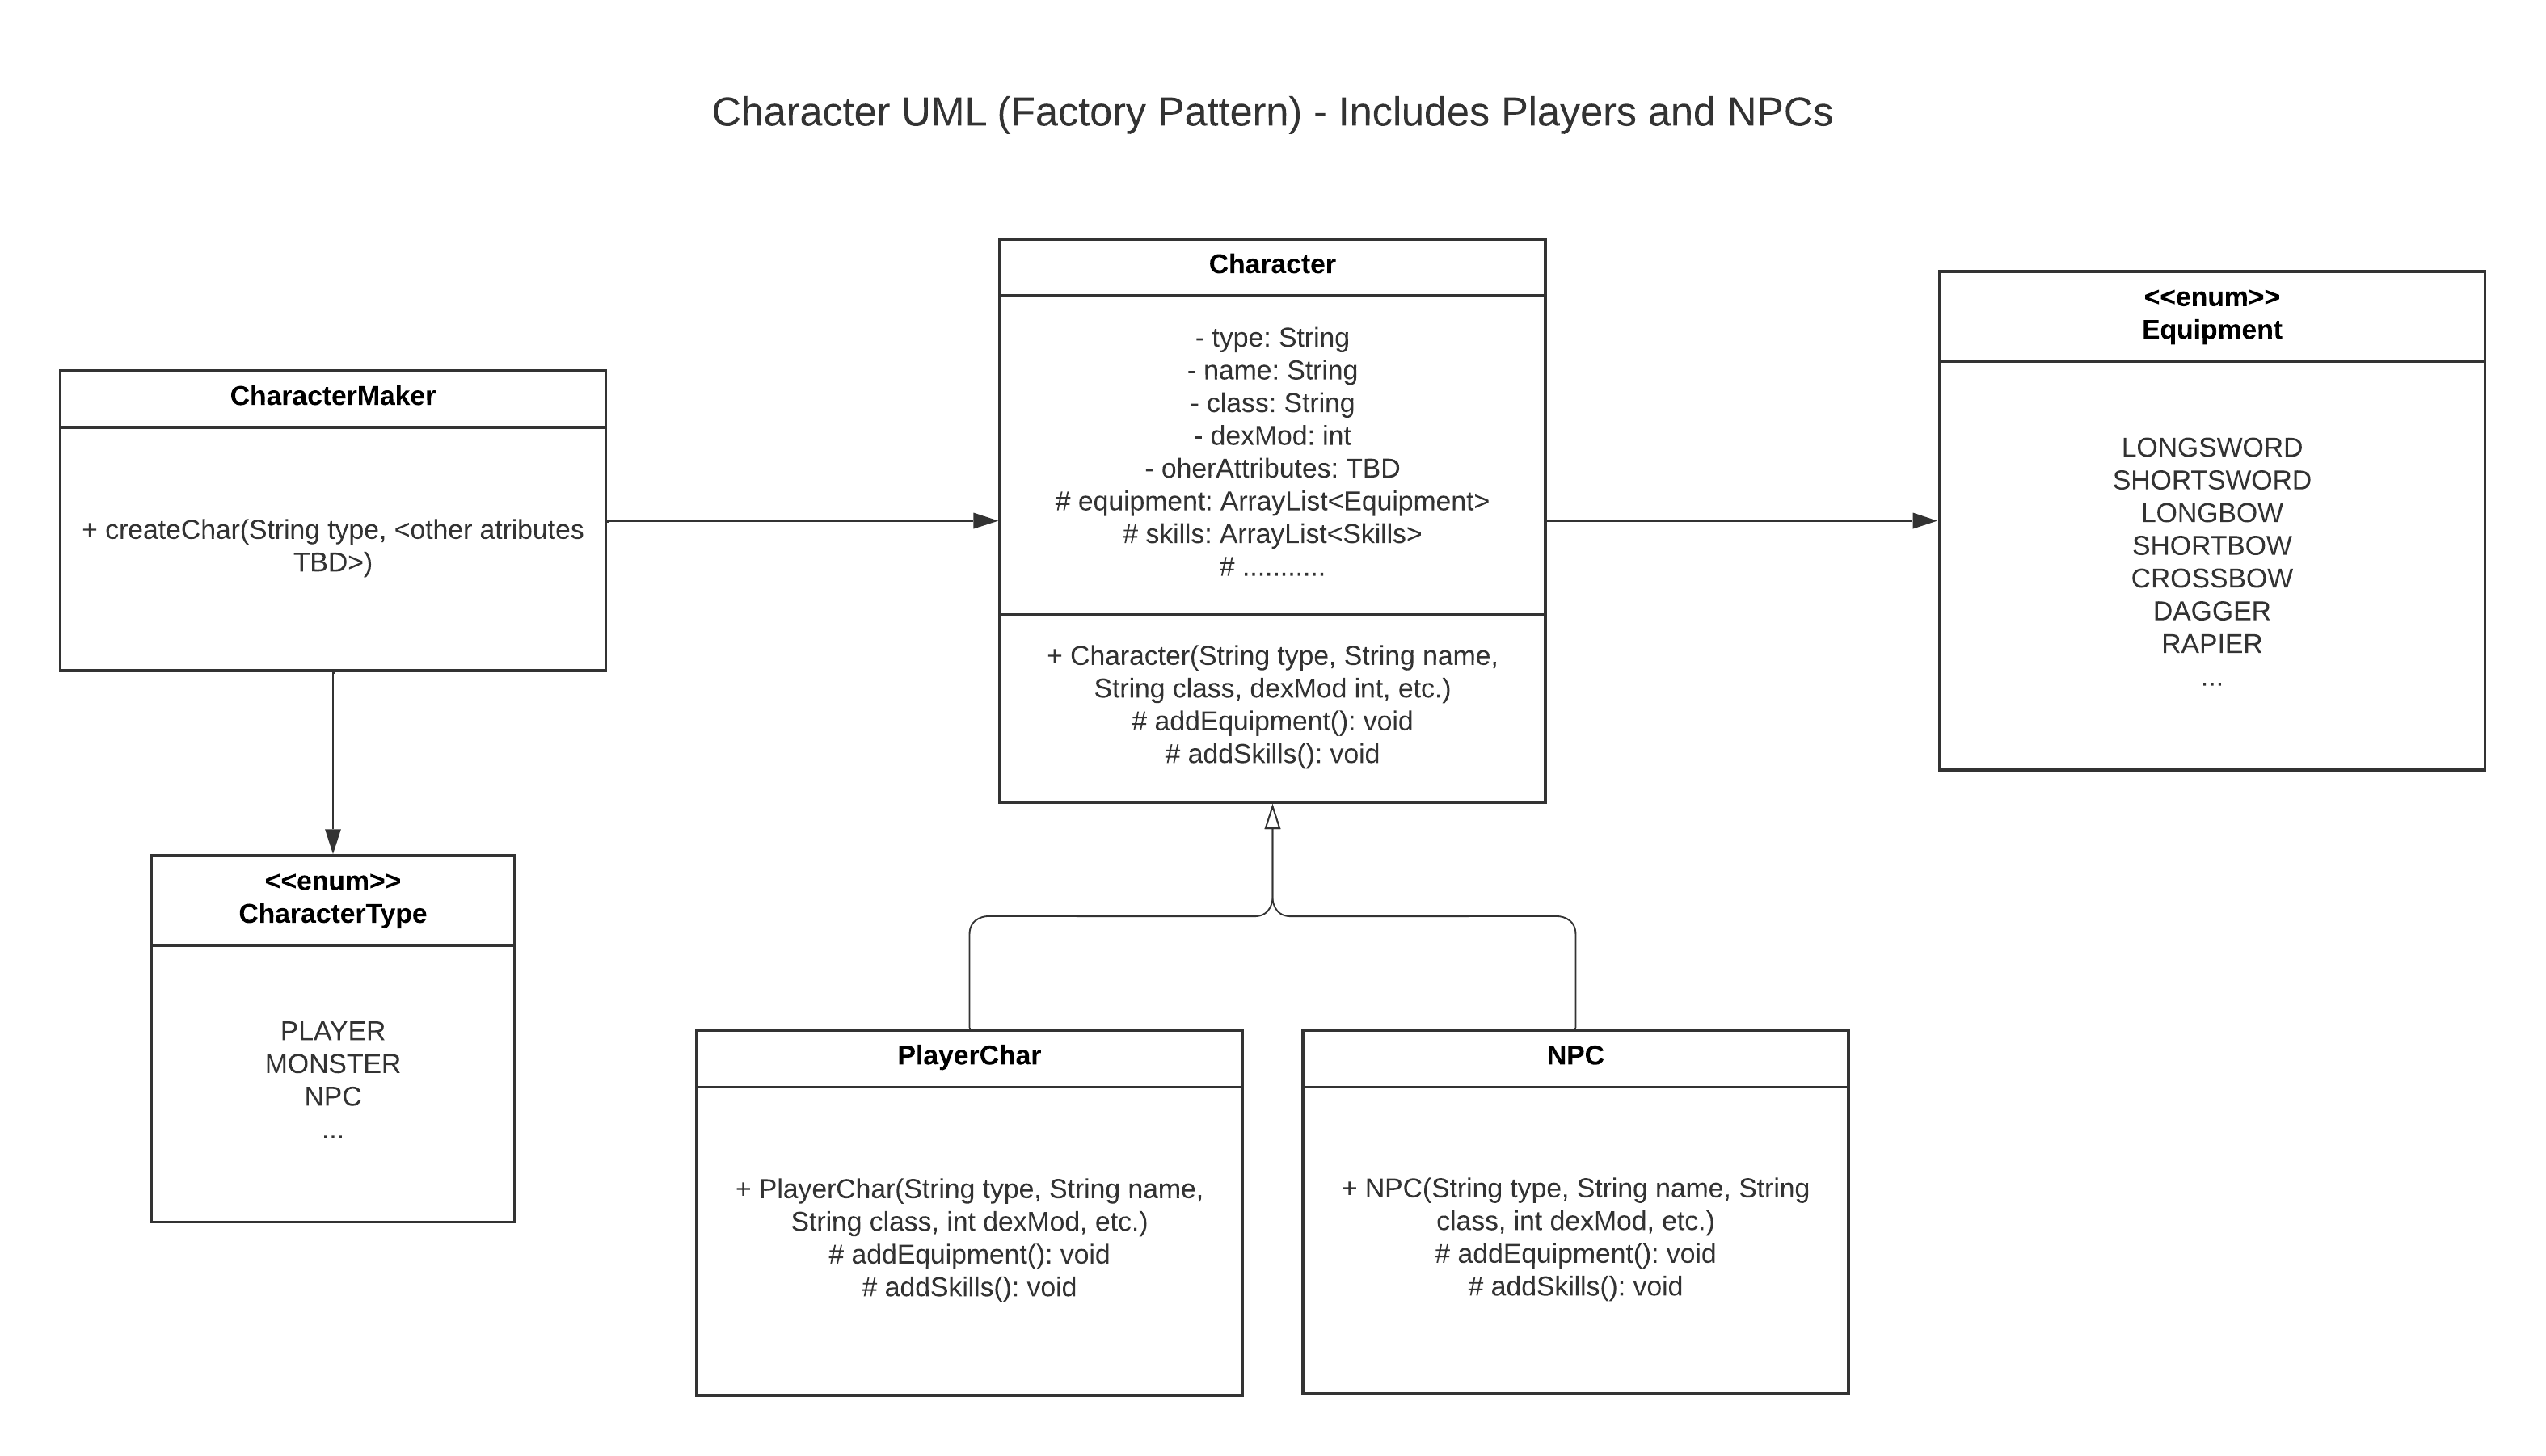 Character UML (Factory Pattern) - Includes Players and NPCs
CharacterMaker
+ createChar(String type, <other atributes
TBD>)
<<enum>>
CharacterType
PLAYER
MONSTER
NPC
...
Character
- type: String
- name: String
- class: String
- dexMod: int
- oherAttributes: TBD
# equipment: ArrayList<Equipment>
# skills: ArrayList<Skills>
# ...........
+ Character(String type, String name,
String class, dexMod int, etc.)
# addEquipment(): void
# addSkills(): void
<<enum>>
Equipment
LONGSWORD
SHORTSWORD
LONGBOW
SHORTBOW
CROSSBOW
DAGGER
RAPIER
...
PlayerChar
+ PlayerChar(String type, String name,
String class, int dexMod, etc.)
# addEquipment(): void
# addSkills(): void
NPC
+ NPC(String type, String name, String
class, int dexMod, etc.)
# addEquipment(): void
# addSkills(): void